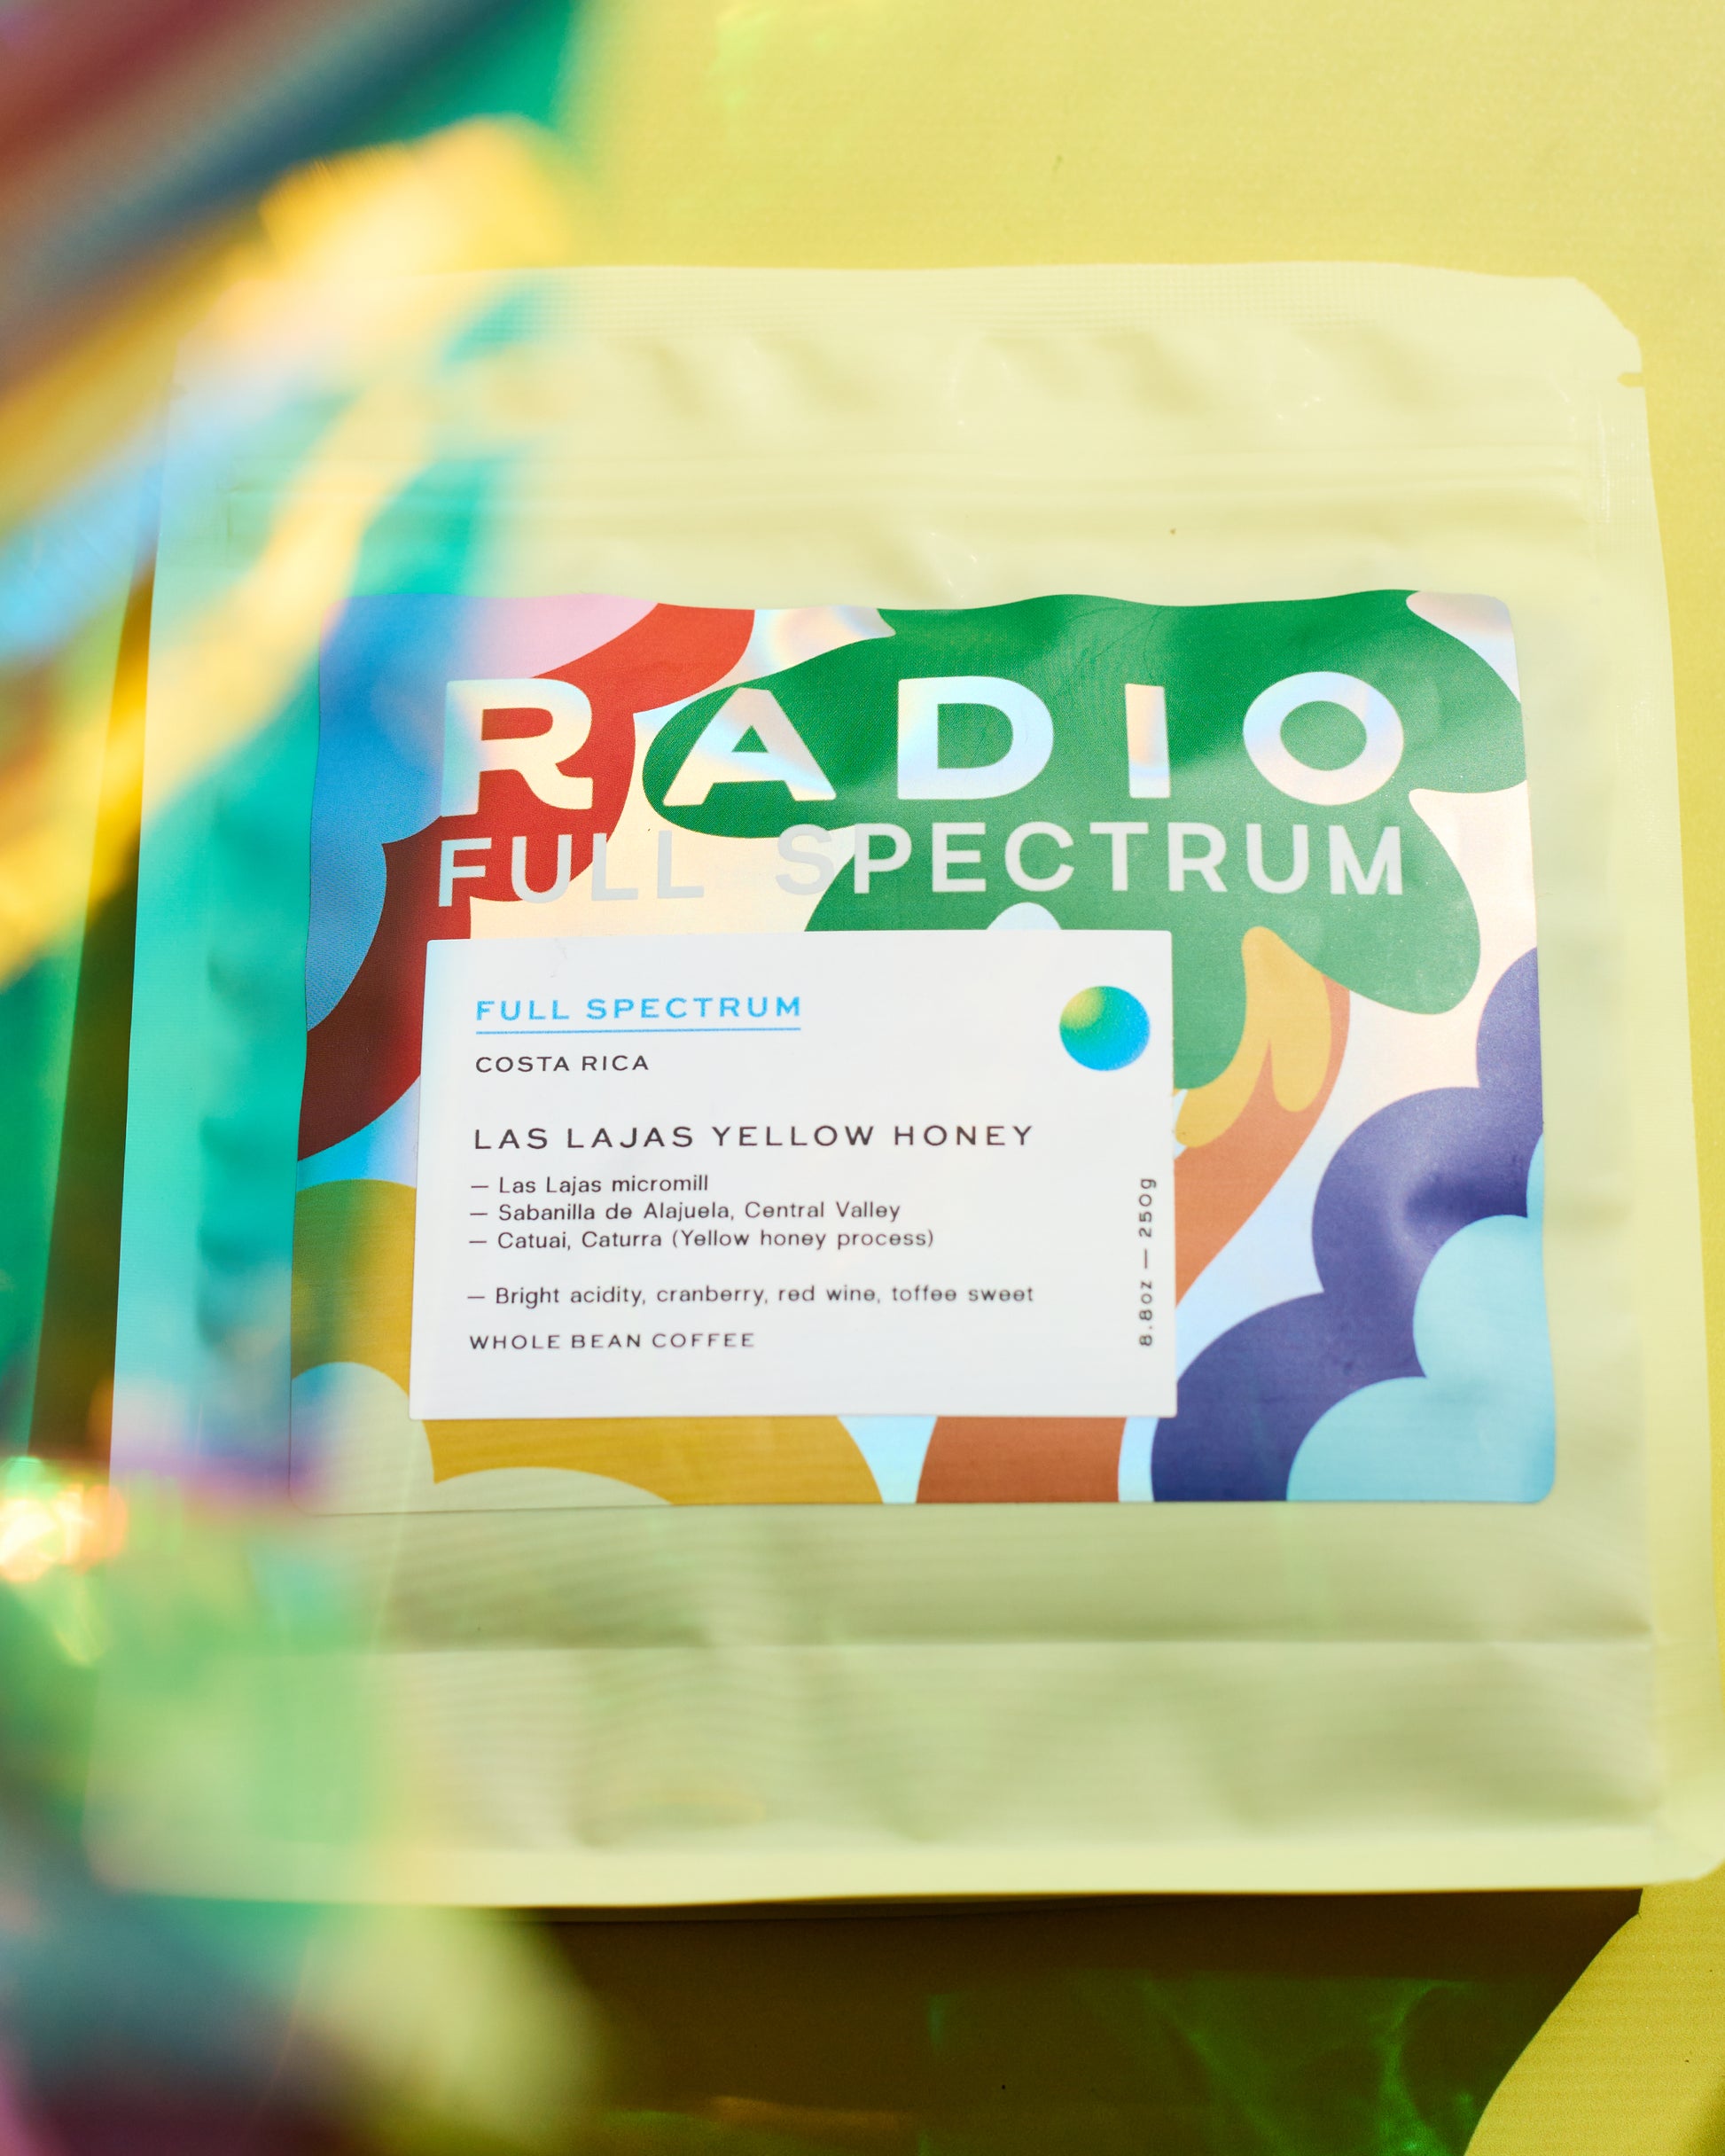 RADIO
FULL SPECTRUM
FULL SPECTRUM
COSTA RICA
LAS LAJAS YELLOW HONEY
— Las Lajas micromill
— Sabanilla de Alajuela, Central Valley
— Catuai, Caturra (Yellow honey process)
— Bright acidity, cranberry, red wine, toffee sweet
WHOLE BEAN COFFEE
8.8oz — 250g